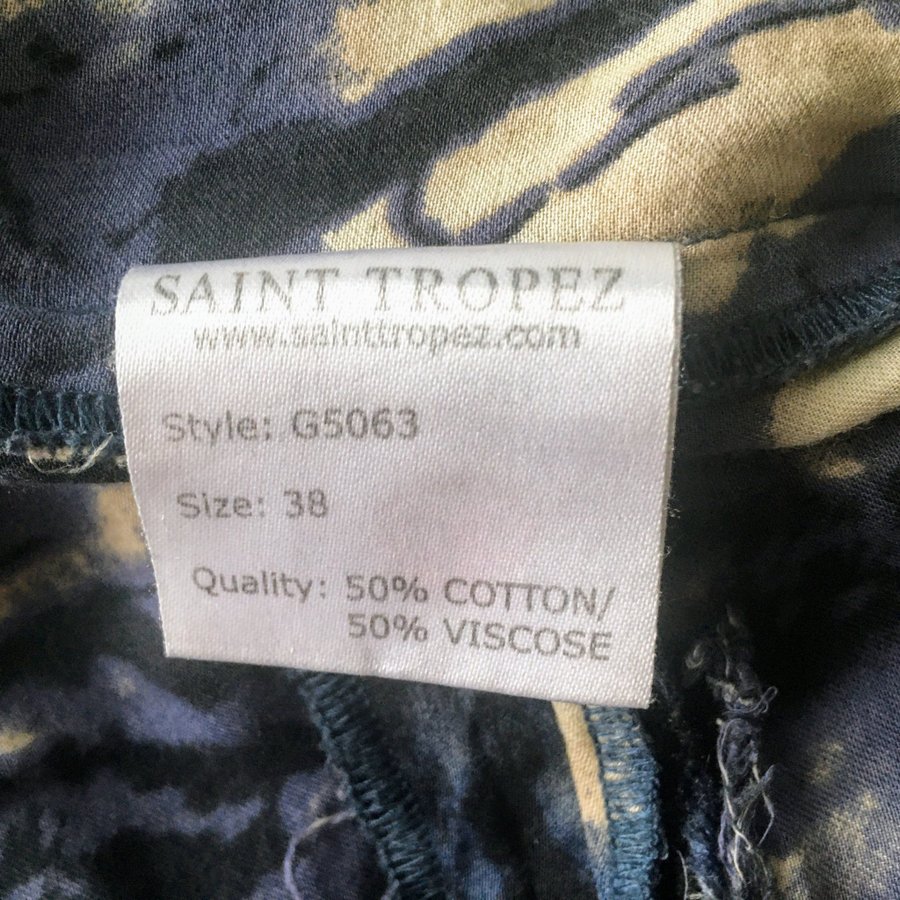 SAINT TROPEZ
www.sainttropez.com
Style: G5063
Size: 38
Quality: 50% COTTON/
50% VISCOSE